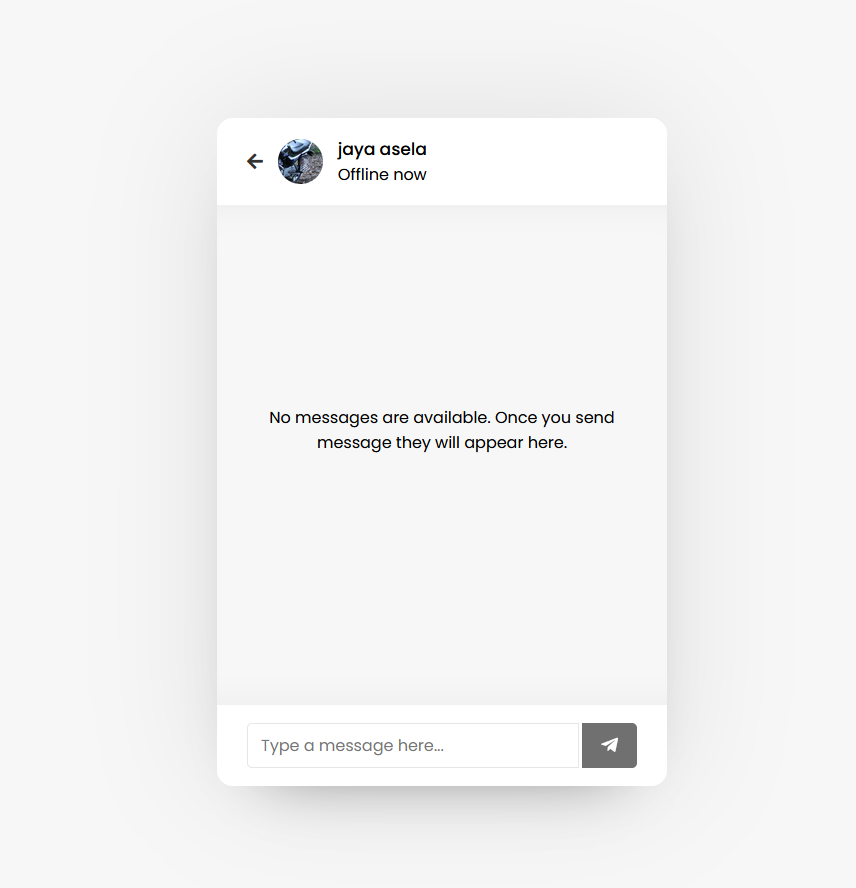 jaya asela
Offline now
No messages are available. Once you send
message they will appear here.
Type a message here...